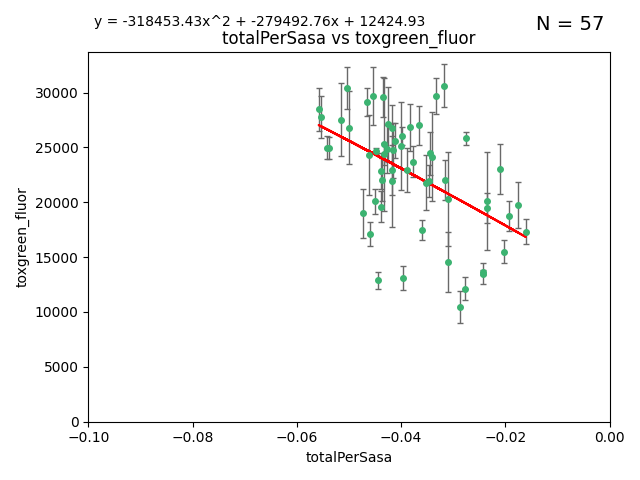 y = -318453.43x^2 + -279492.76x + 12424.93
N = 57
totalPerSasa vs toxgreen_fluor
30000
25000
20000
15000
10000
5000
0
toxgreen_fluor
−0.10 −0.08 −0.06 −0.04 −0.02 0.00
totalPerSasa